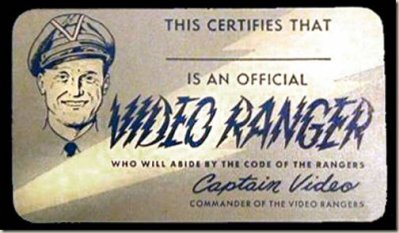 THIS CERTIFIES THAT
IS AN OFFICIAL
VIDEO RANGER
WHO WILL ABIDE BY THE CODE OF THE RANGERS
Captain Video
COMMANDER OF THE VIDEO RANGERS